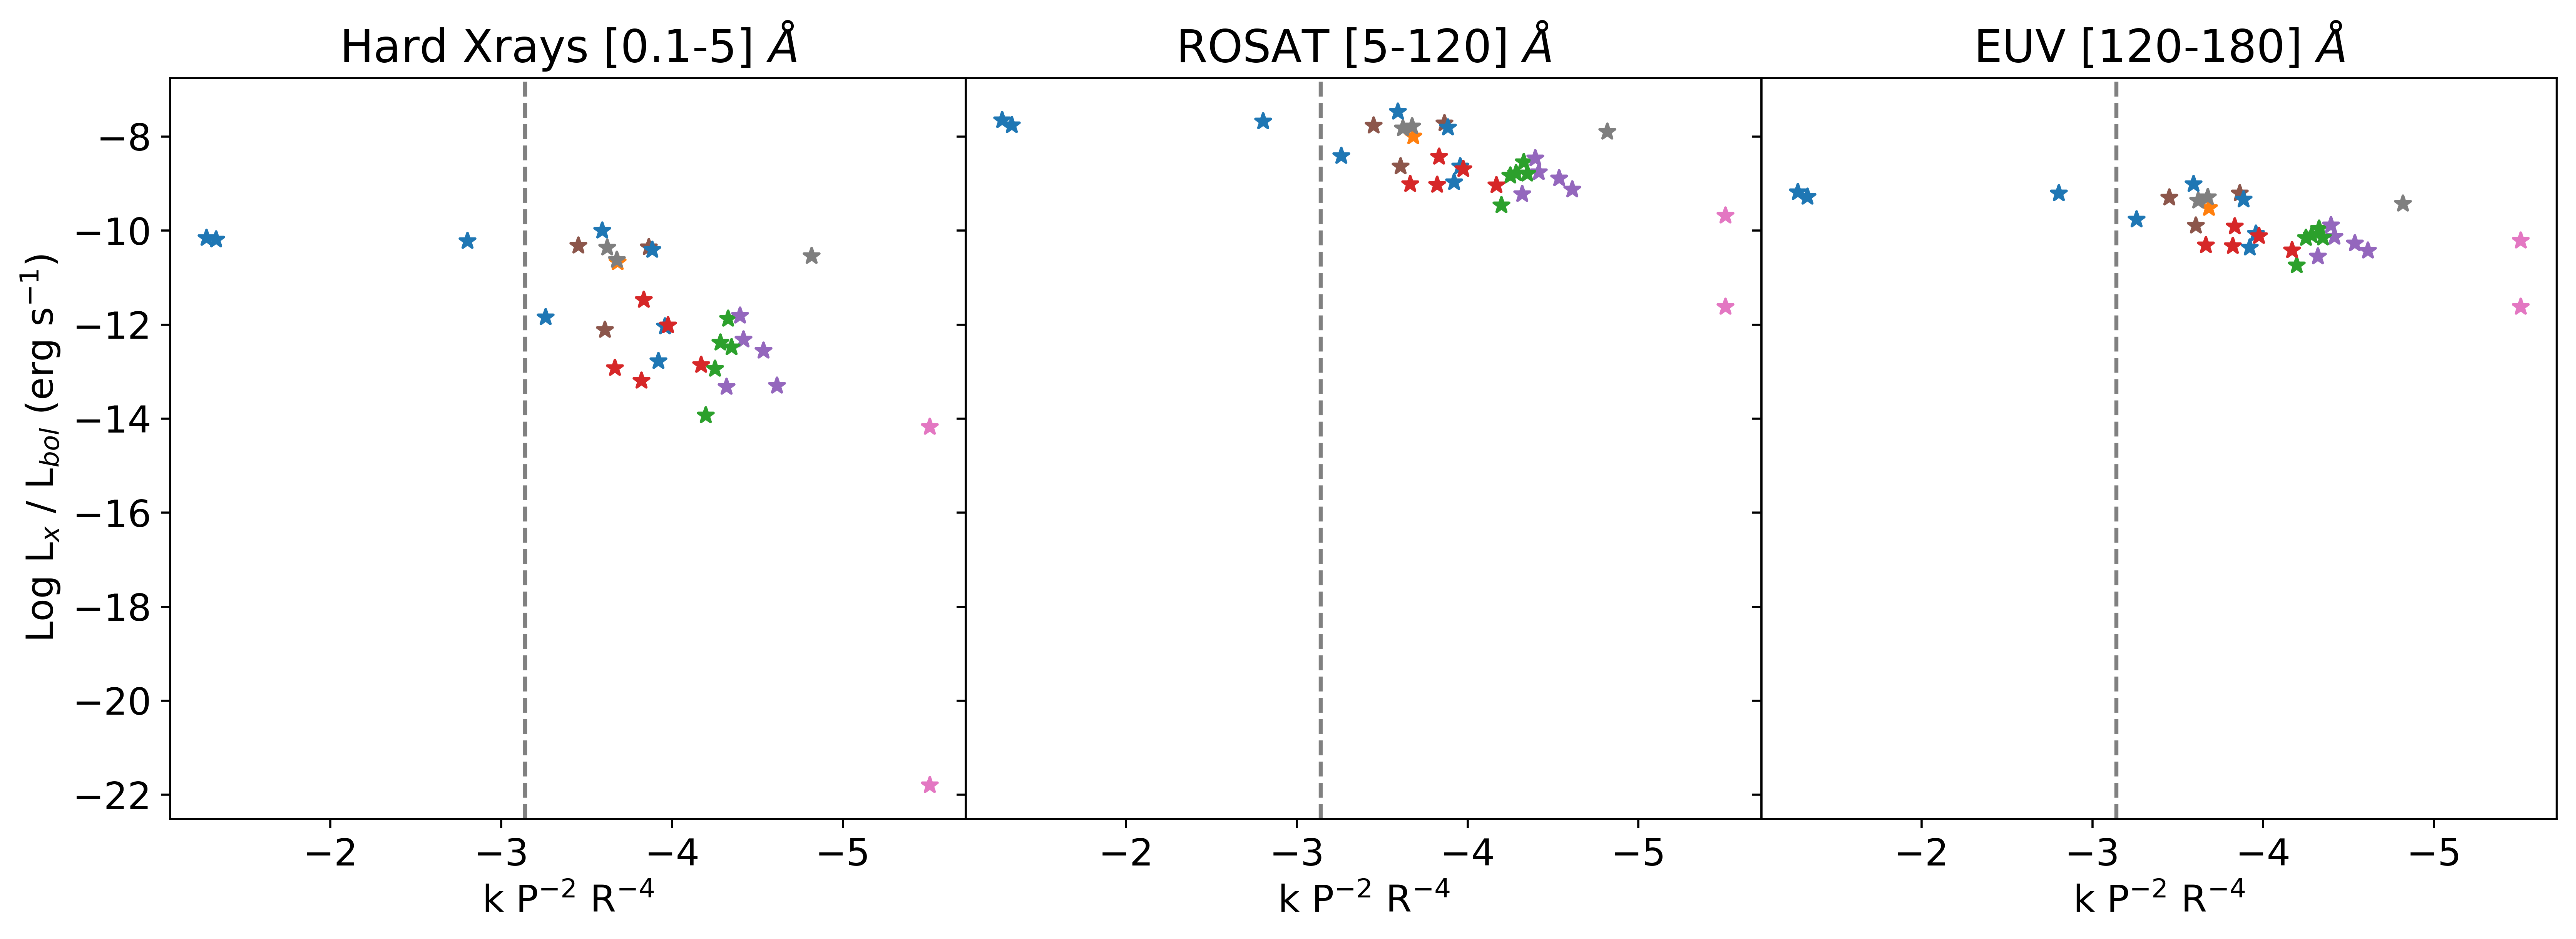 Hard Xrays [0.1-5] Å ROSAT [5-120] Å EUV [120-180] Å
Log Lx / Lbol (erg s⁻¹)
−8
−10
−12
−14
−16
−18
−20
−22
−2 −3 −4 −5 −2 −3 −4 −5 −2 −3 −4 −5
k P⁻² R⁻⁴ k P⁻² R⁻⁴ k P⁻² R⁻⁴